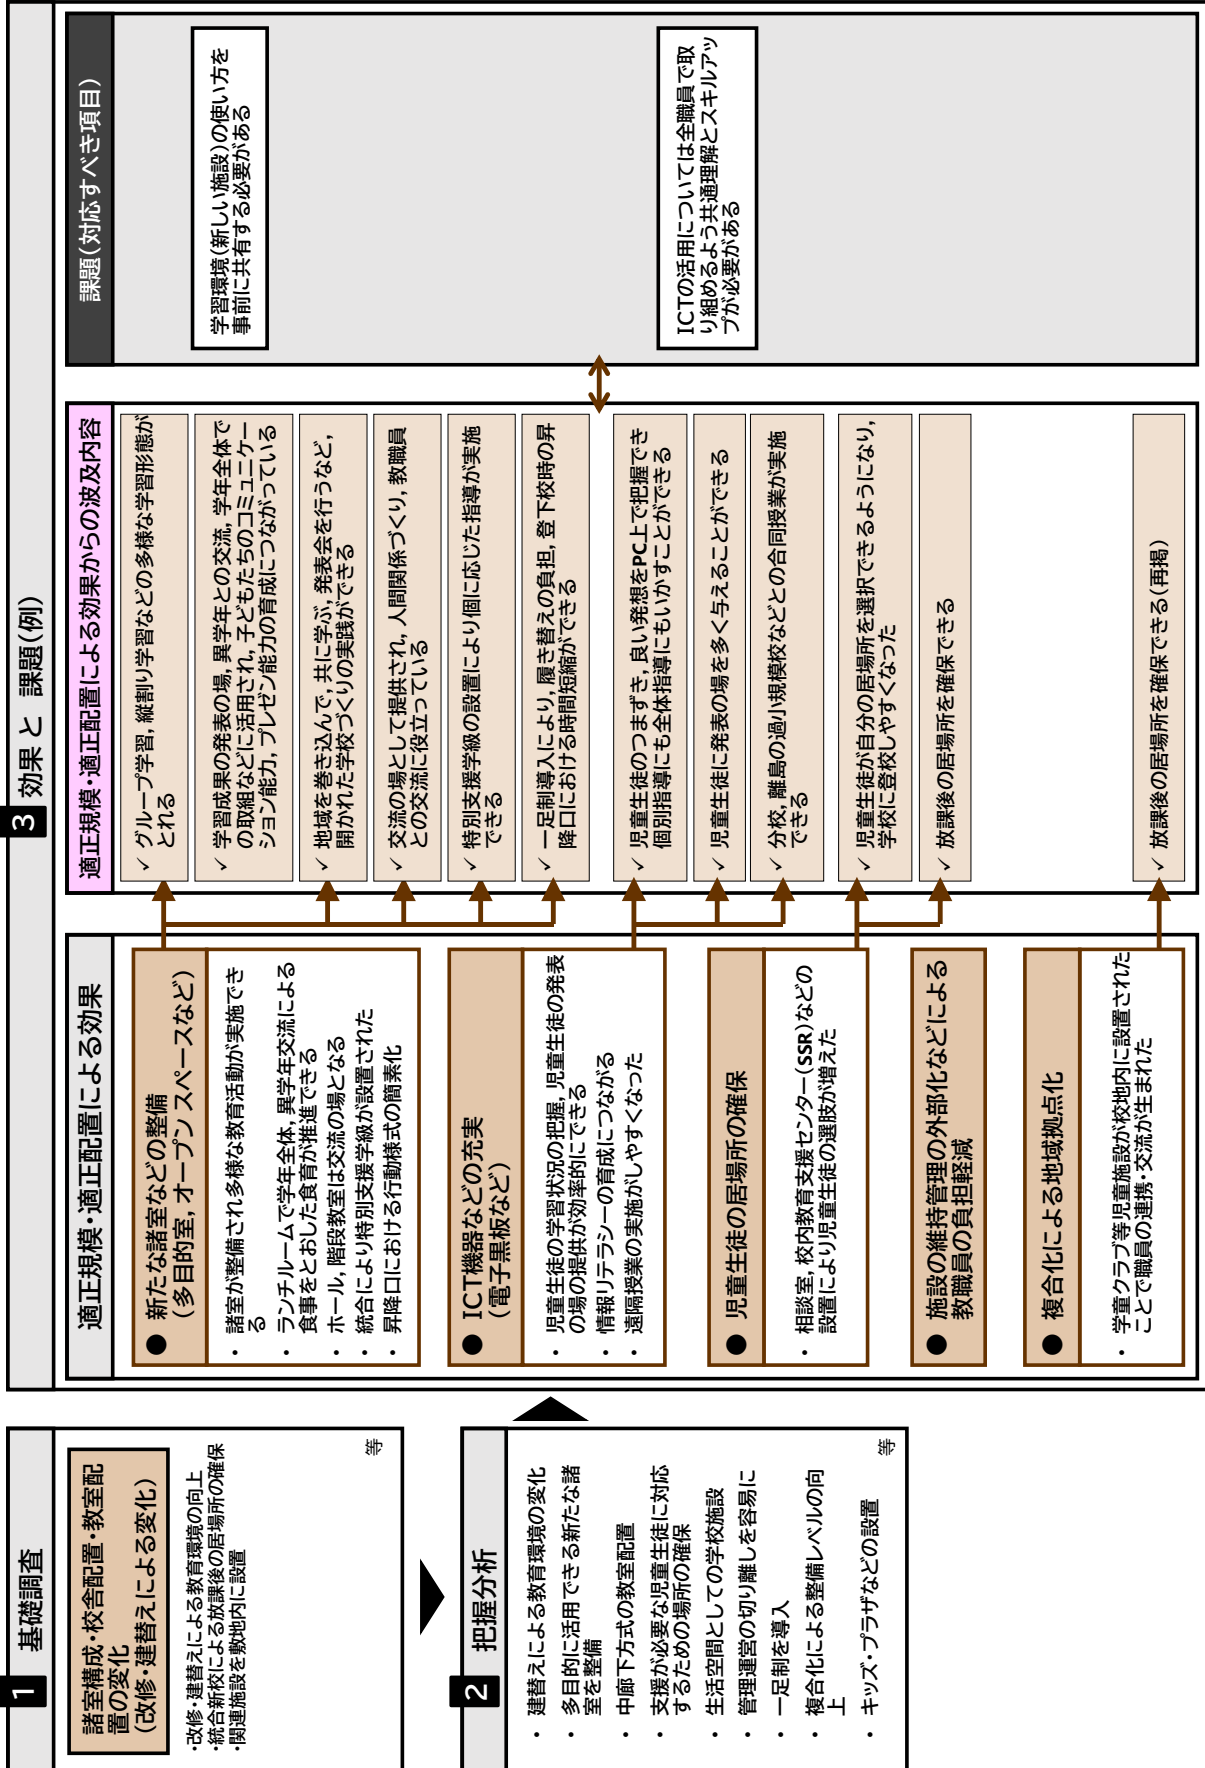 1 基礎調査
諸室構成・校舎配置・教室配
置の変化
(改修・建替えによる変化)
・改修・建替えによる教育環境の向上
・統合新校による放課後の居場所の確保
・関連施設を敷地内に設置
等
2 把握分析
・ 建替えによる教育環境の変化
・ 多目的に活用できる新たな諸
室を整備
・ 中廊下方式の教室配置
・ 支援が必要な児童生徒に対応
するための場所の確保
・ 生活空間としての学校施設
・ 管理運営の切り離しを容易に
・ 一足制を導入
・ 複合化による整備レベルの向
上
・ キッズ・プラザなどの設置
等
3 効果 と 課題(例)
適正規模・適正配置による効果
● 新たな諸室などの整備
(多目的室,オープンスペースなど)
・ 諸室が整備され多様な教育活動が実施でき
る
・ ランチルームで学年全体,異学年交流による
食事をとおした食育が推進できる
・ ホール,階段教室は交流の場となる
・ 統合により特別支援学級が設置された
・ 昇降口における行動様式の簡素化
● ICT機器などの充実
(電子黒板など)
・ 児童生徒の学習状況の把握,児童生徒の発表
の場の提供が効率的にできる
・ 情報リテラシーの育成につながる
・ 遠隔授業の実施がしやすくなった
● 児童生徒の居場所の確保
・ 相談室,校内教育支援センター(SSR)などの
設置により児童生徒の選肢が増えた
● 施設の維持管理の外部化などによる
教職員の負担軽減
● 複合化による地域拠点化
・ 学童クラブ等児童施設が校地内に設置された
ことで職員の連携・交流が生まれた
適正規模・適正配置による効果からの波及内容
✓ グループ学習,縦割り学習などの多様な学習形態が
とれる
✓ 学習成果の発表の場,異学年との交流,学年全体で
の取組などに活用され,子どもたちのコミュニケー
ション能力,プレゼン能力の育成につながっている
✓ 地域を巻き込んで,共に学ぶ,発表会を行うなど,
開かれた学校づくりの実践ができる
✓ 交流の場として提供され,人間関係づくり,教職員
との交流に役立っている
✓ 特別支援学級の設置により個に応じた指導が実施
できる
✓ 一足制導入により,履き替えの負担,登下校時の昇
降口における時間短縮ができる
✓ 児童生徒のつまずき,良い発想をPC上で把握でき
個別指導にも全体指導にもいかすことができる
✓ 児童生徒に発表の場を多く与えることができる
✓ 分校,離島の過小規模校などとの合同授業が実施
できる
✓ 児童生徒が自分の居場所を選択できるようになり,
学校に登校しやすくなった
✓ 放課後の居場所を確保できる
✓ 放課後の居場所を確保できる(再掲)
課題(対応すべき項目)
学習環境(新しい施設)の使い方を
事前に共有する必要がある
ICTの活用については全職員で取
り組めるよう共通理解とスキルアッ
プが必要がある